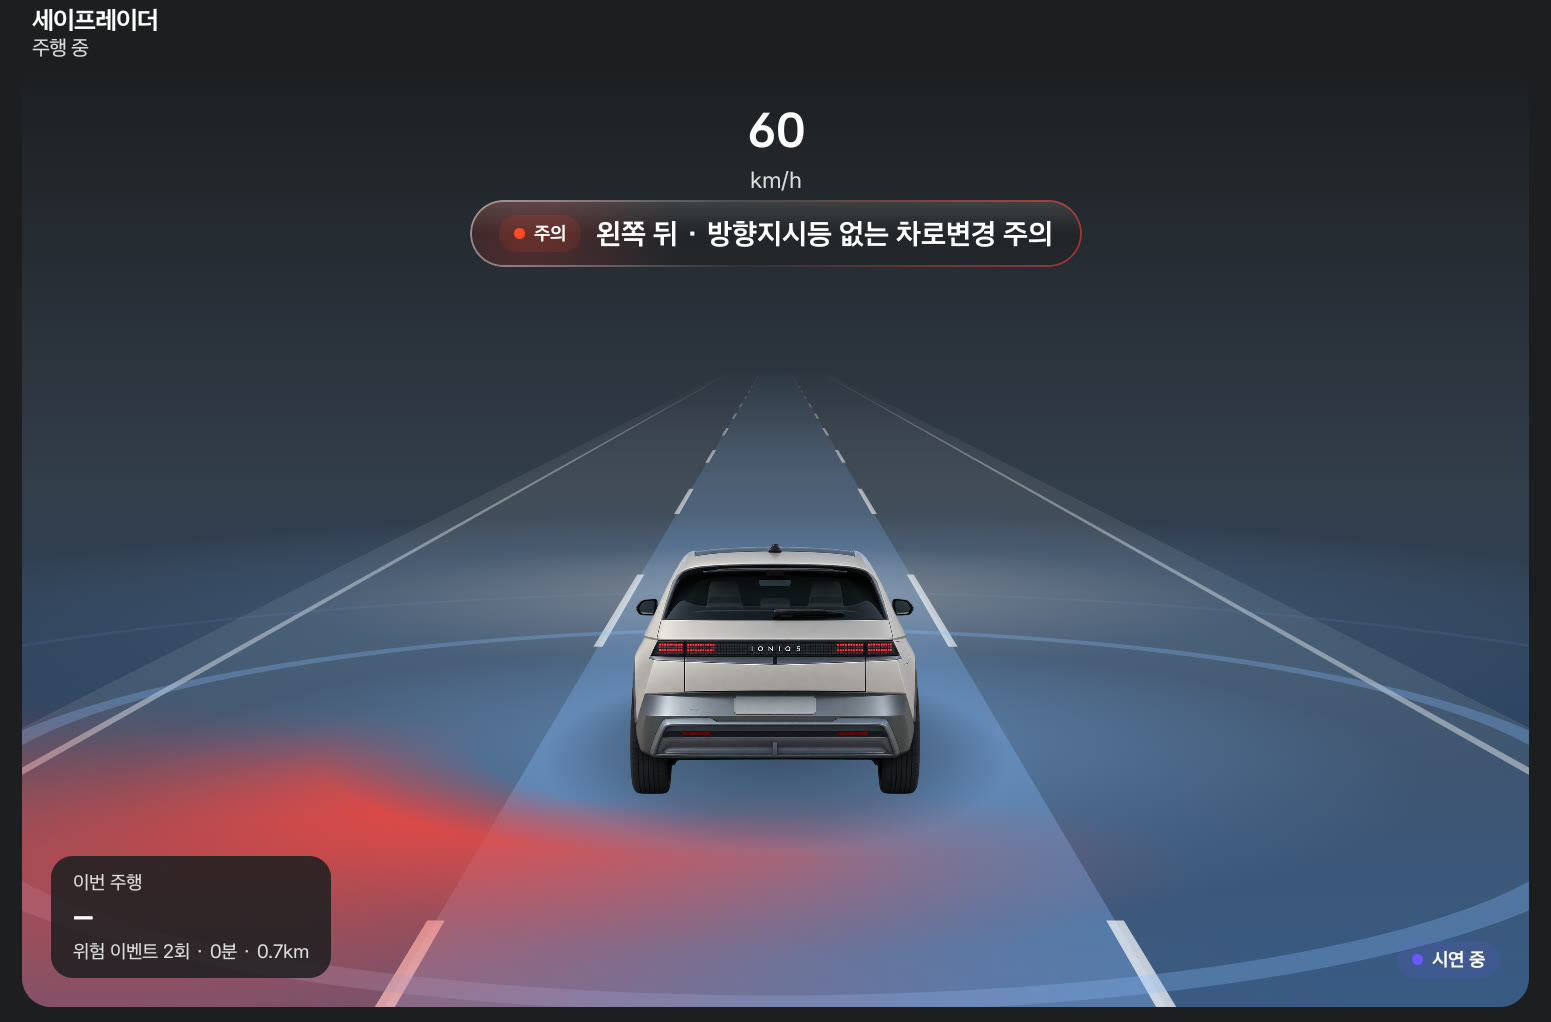 세이프레이더
주행 중
60
km/h
주의
왼쪽 뒤 · 방향지시등 없는 차로변경 주의
IONIQ5
이번 주행
–
위험 이벤트 2회 · 0분 · 0.7km
시연 중